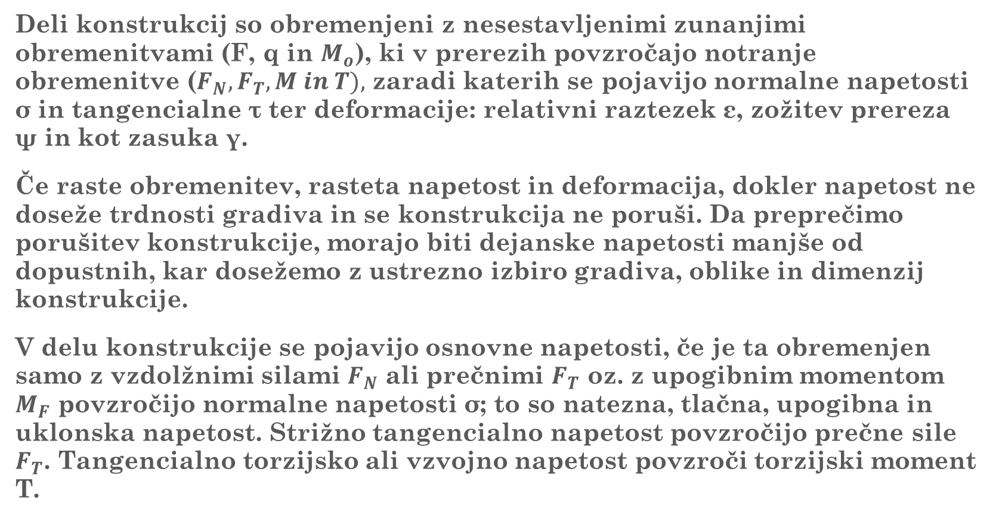 Deli konstrukcij so obremenjeni z nesestavljenimi zunanjimi
obremenitvami (F, q in M_o), ki v prerezih povzročajo notranje
obremenitve (F_N, F_T, M in T), zaradi katerih se pojavijo normalne napetosti
σ in tangencialne τ ter deformacije: relativni raztezek ε, zožitev prereza
ψ in kot zasuka γ.
Če raste obremenitev, rasteta napetost in deformacija, dokler napetost ne
doseže trdnosti gradiva in se konstrukcija ne poruši. Da preprečimo
porušitev konstrukcije, morajo biti dejanske napetosti manjše od
dopustnih, kar dosežemo z ustrezno izbiro gradiva, oblike in dimenzij
konstrukcije.
V delu konstrukcije se pojavijo osnovne napetosti, če je ta obremenjen
samo z vzdolžnimi silami F_N ali prečnimi F_T oz. z upogibnim momentom
M_F povzročijo normalne napetosti σ; to so natezna, tlačna, upogibna in
uklonska napetost. Strižno tangencialno napetost povzročijo prečne sile
F_T. Tangencialno torzijsko ali vzvojno napetost povzroči torzijski moment
T.